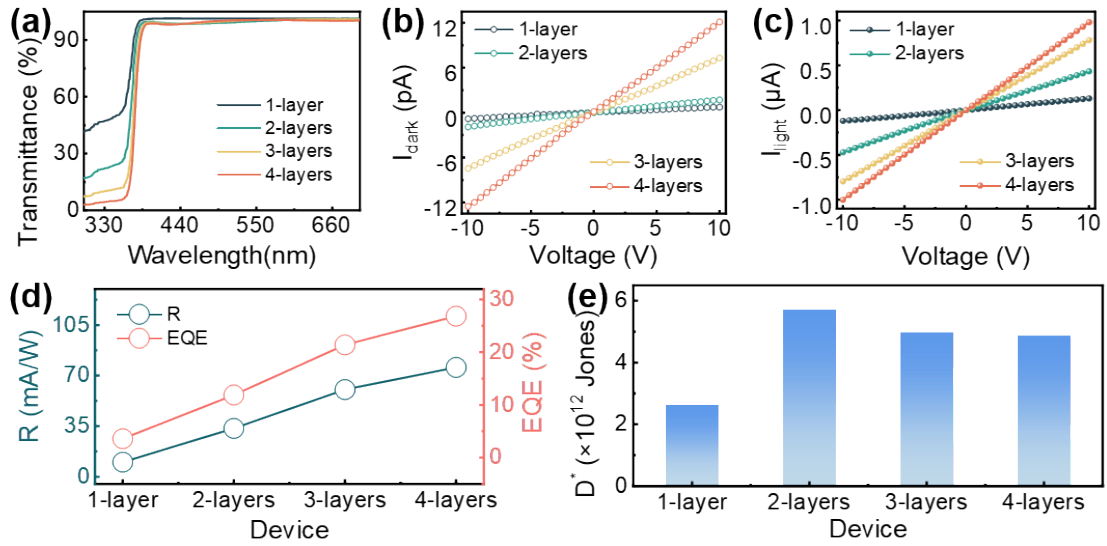 (a)
Transmittance (%)
90
60
30
0
1-layer
2-layers
3-layers
4-layers
330 440 550 660
Wavelength(nm)
(b)
I_dark (pA)
12
6
0
-6
-12
1-layer
2-layers
3-layers
4-layers
-10 -5 0 5 10
Voltage (V)
(c)
I_light (μA)
1.0
0.5
0.0
-0.5
-1.0
1-layer
2-layers
3-layers
4-layers
-10 -5 0 5 10
Voltage (V)
(d)
R (mA/W)
105
70
35
0
R
EQE
30
20
10
0
EQE (%)
1-layer 2-layers 3-layers 4-layers
Device
(e)
D* (×10¹² Jones)
6
4
2
0
1-layer 2-layers 3-layers 4-layers
Device